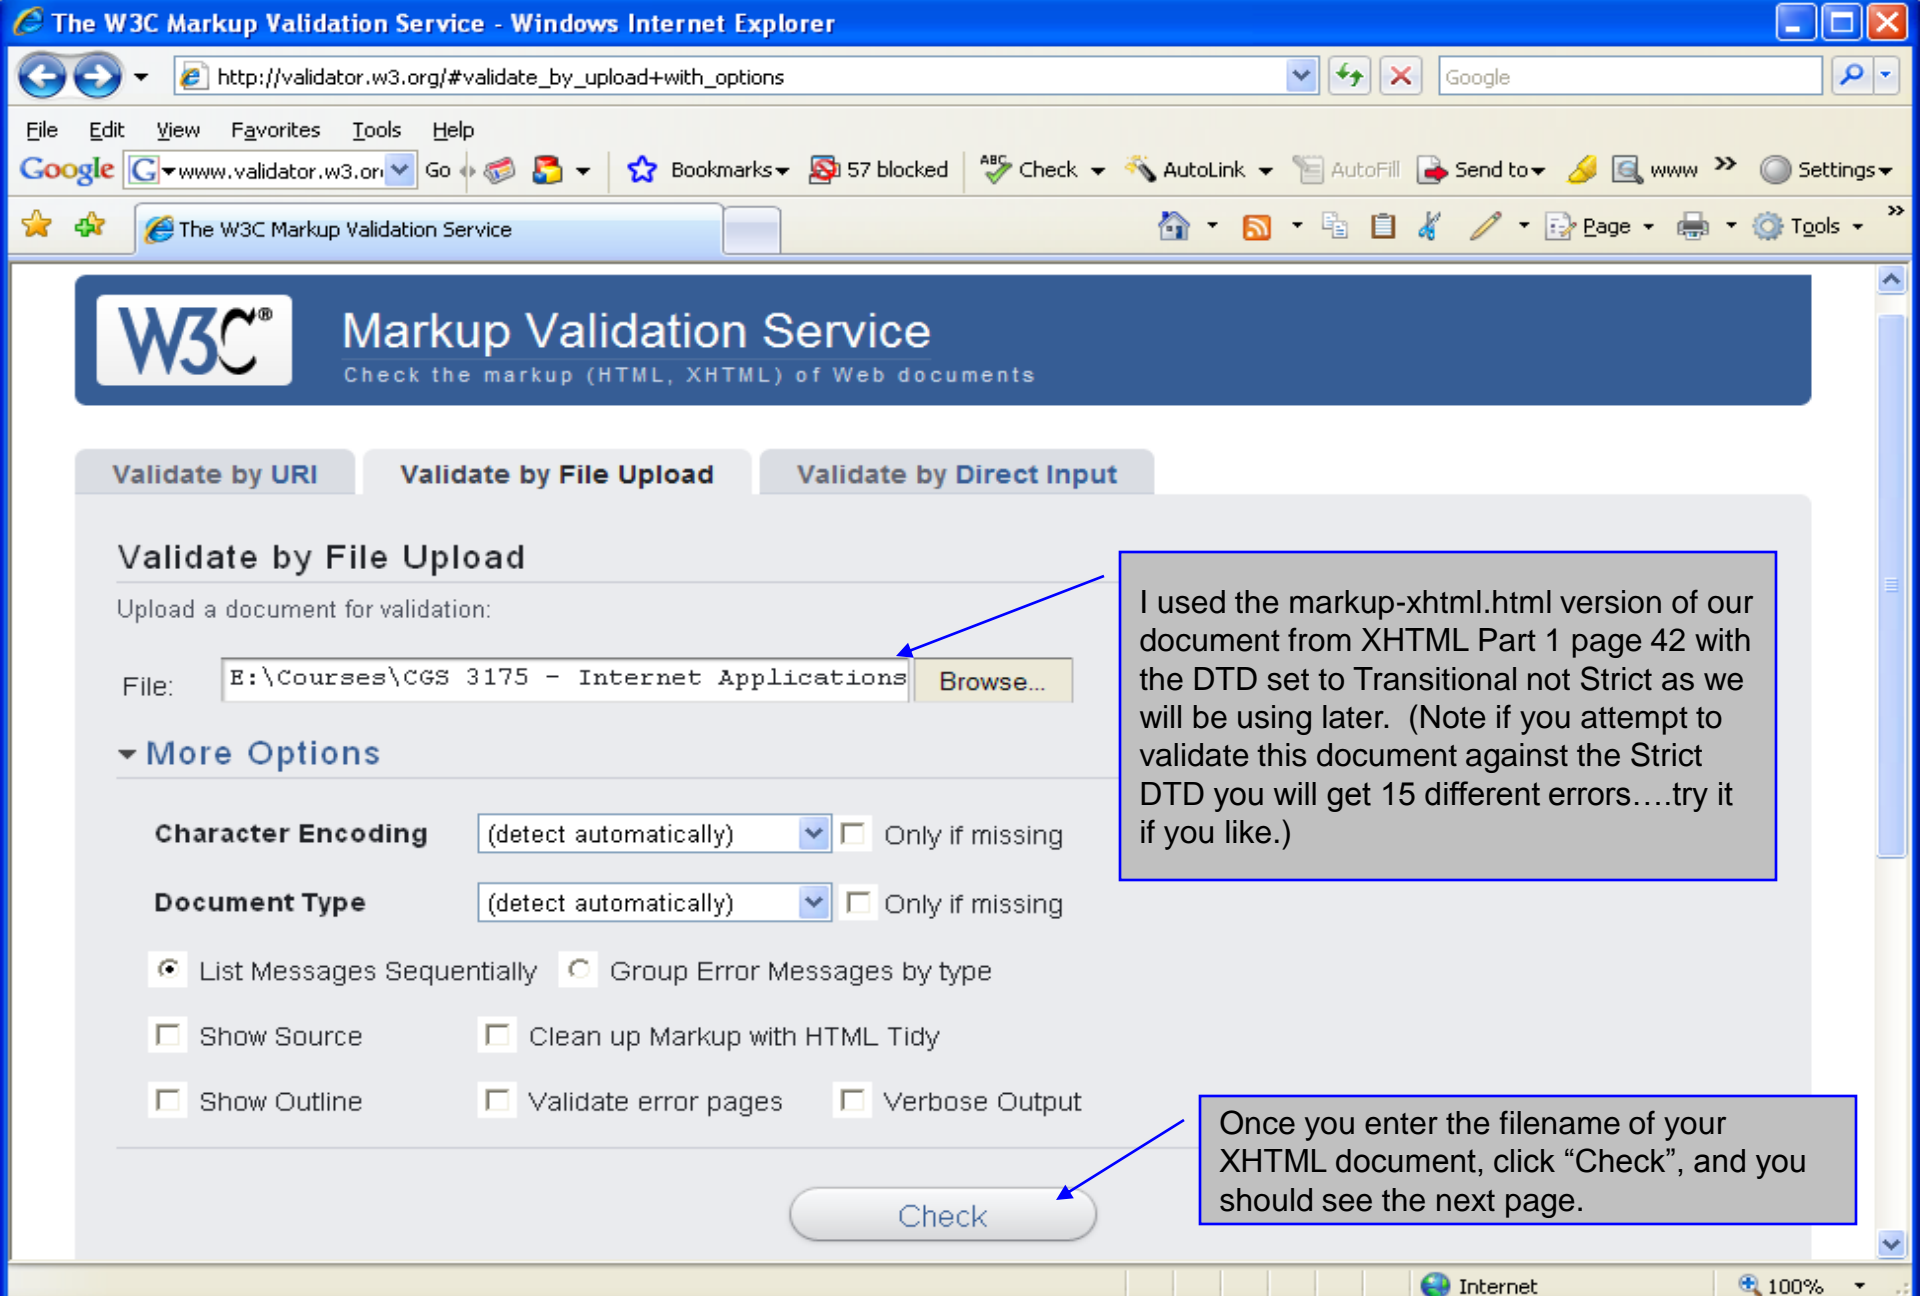 The W3C Markup Validation Service - Windows Internet Explorer
http://validator.w3.org/#validate_by_upload+with_options
Google
File Edit View Favorites Tools Help
Google G www.validator.w3.or Go Bookmarks 57 blocked ABC Check AutoLink AutoFill Send to www >> Settings
The W3C Markup Validation Service
Page Tools >>
W3C®
Markup Validation Service
Check the markup (HTML, XHTML) of Web documents
Validate by URI Validate by File Upload Validate by Direct Input
Validate by File Upload
Upload a document for validation:
File: E:\Courses\CGS 3175 - Internet Applications Browse...
I used the markup-xhtml.html version of our
document from XHTML Part 1 page 42 with
the DTD set to Transitional not Strict as we
will be using later. (Note if you attempt to
validate this document against the Strict
DTD you will get 15 different errors….try it
if you like.)
More Options
Character Encoding (detect automatically) Only if missing
Document Type (detect automatically) Only if missing
List Messages Sequentially Group Error Messages by type
Show Source Clean up Markup with HTML Tidy
Show Outline Validate error pages Verbose Output
Once you enter the filename of your
XHTML document, click “Check”, and you
should see the next page.
Check
Internet 100%